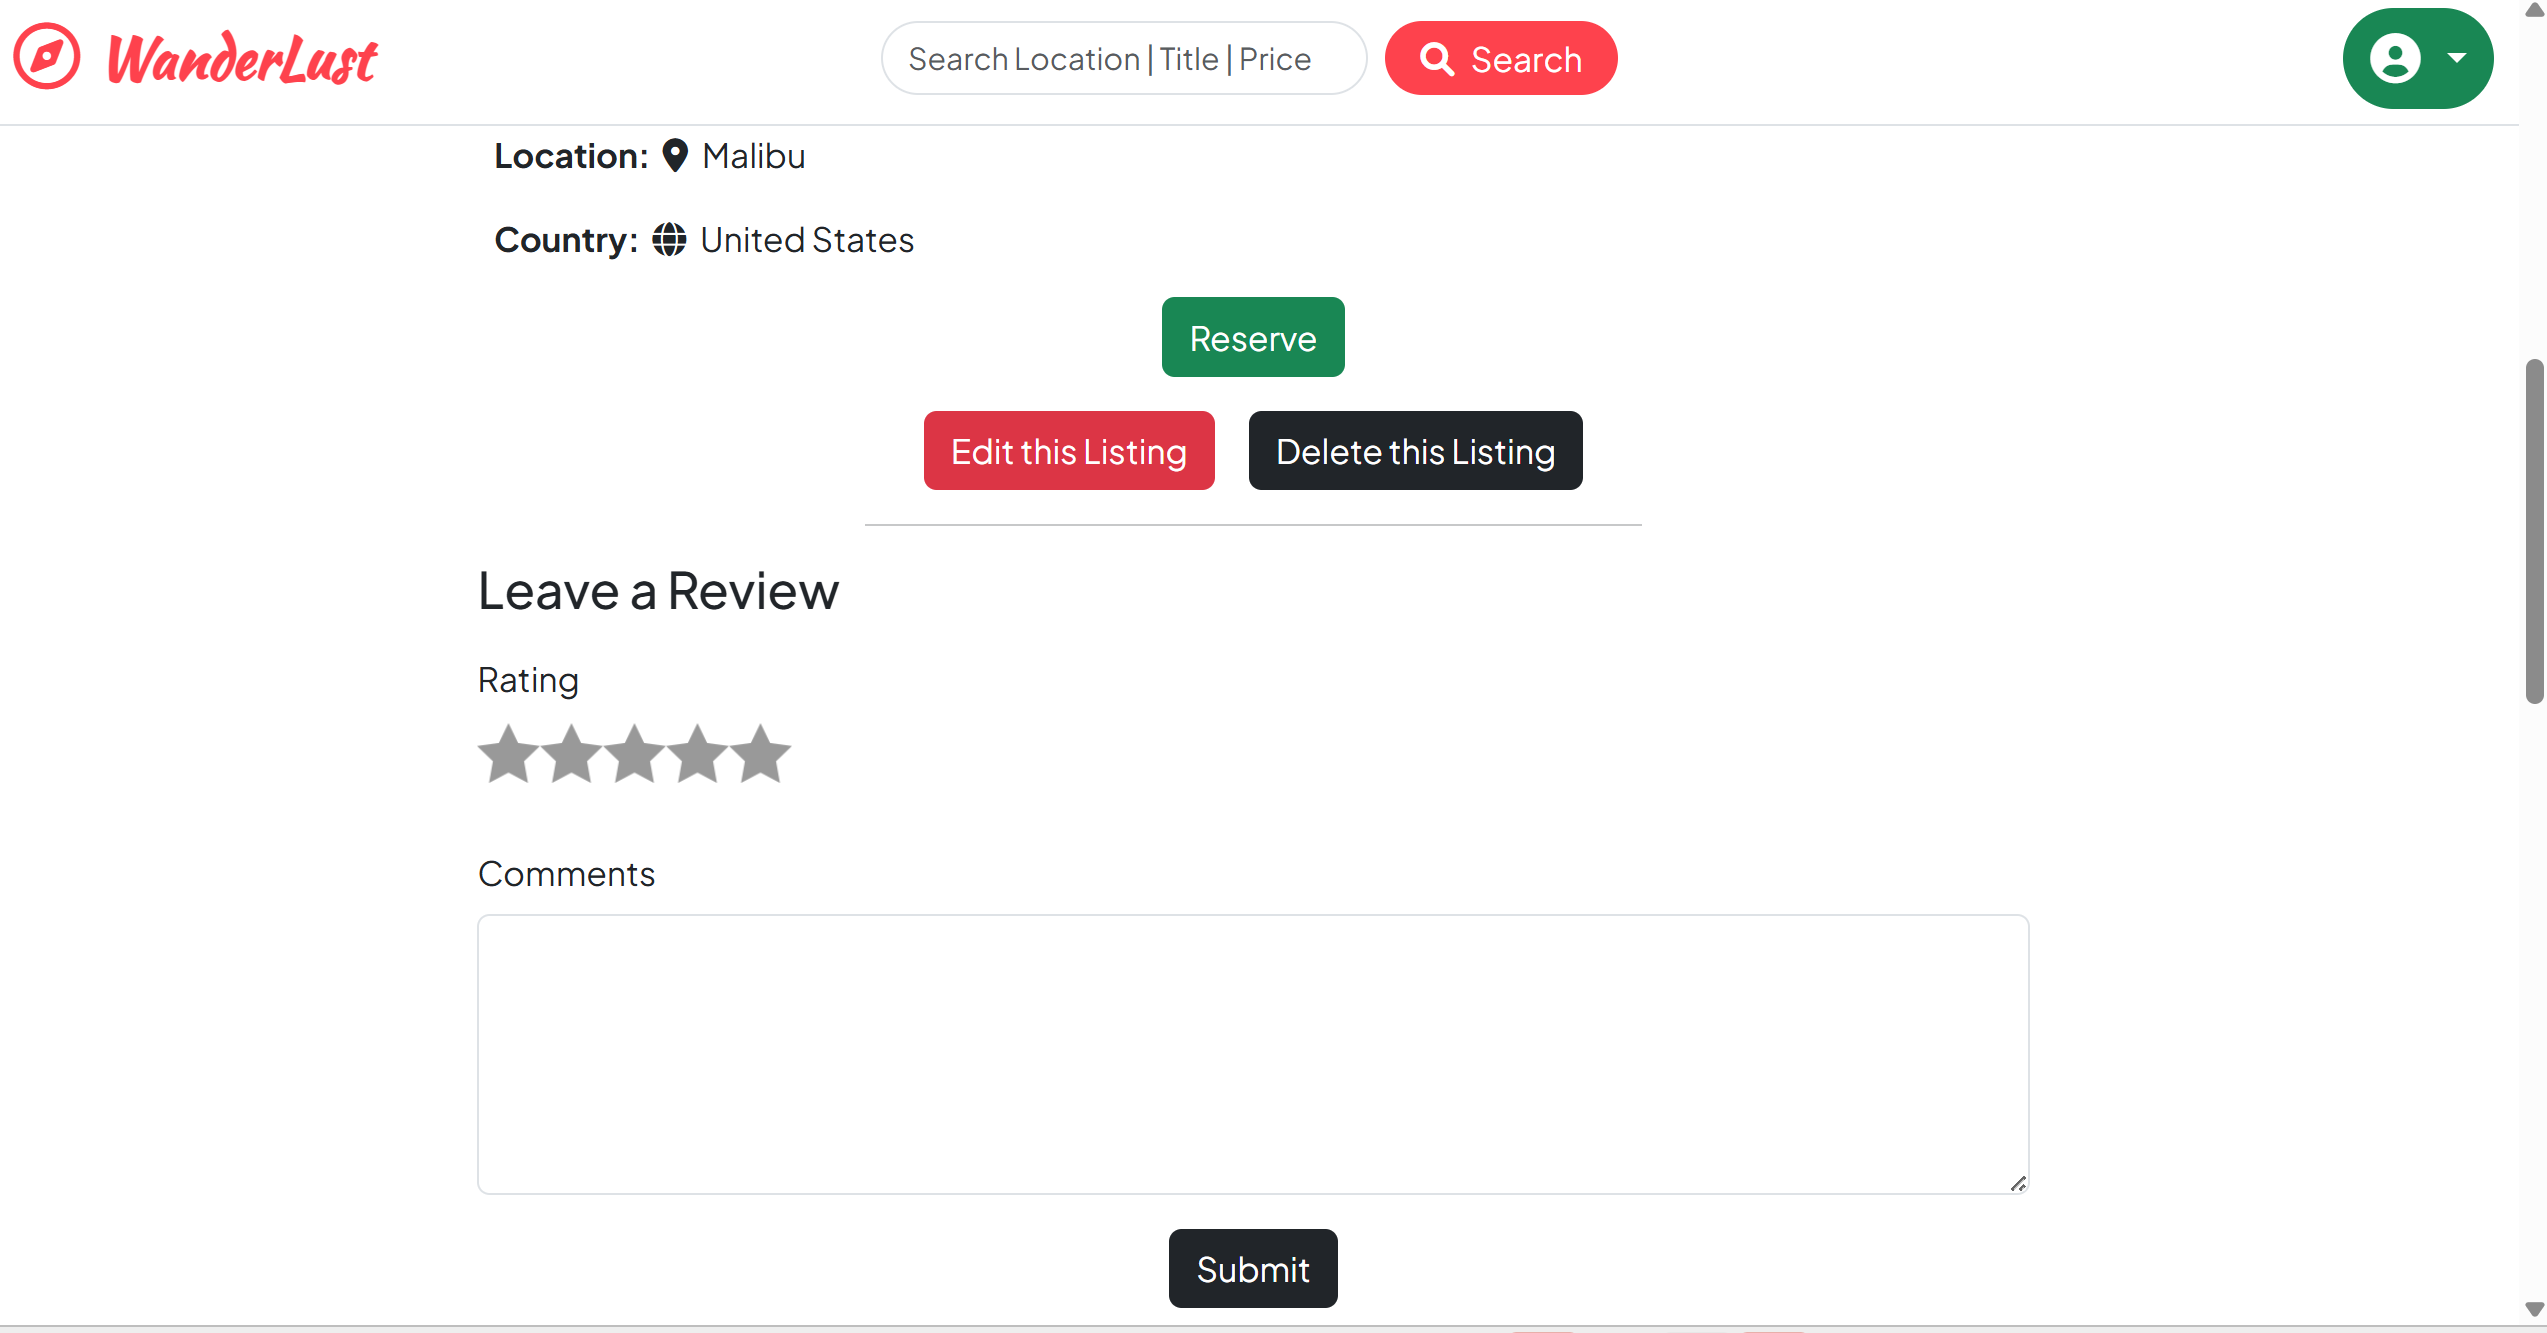 WanderLust
Search Location | Title | Price
Search
Location: Malibu
Country: United States
Reserve
Edit this Listing
Delete this Listing
Leave a Review
Rating
Comments
Submit